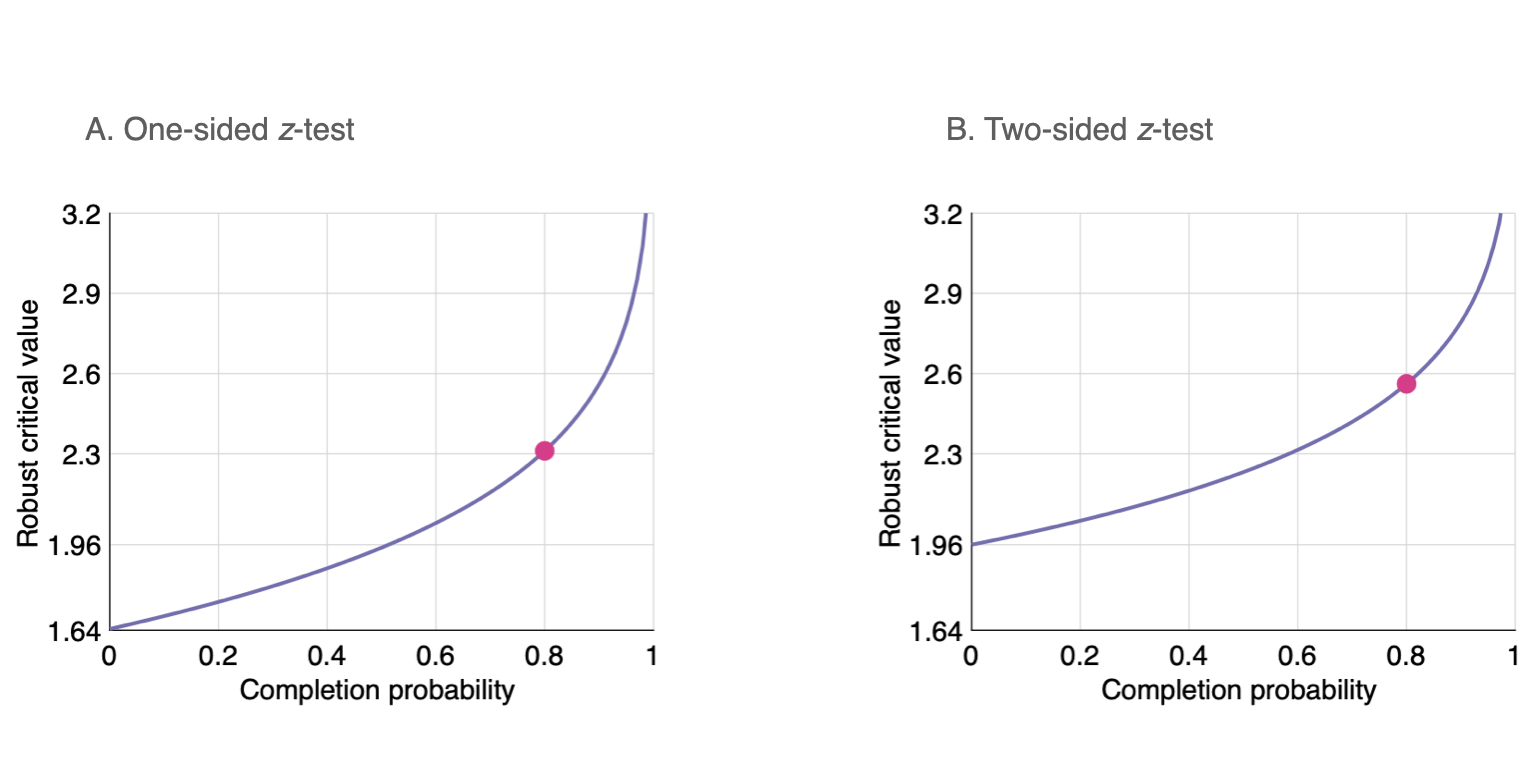 A. One-sided z-test
3.2
2.9
2.6
2.3
1.96
1.64
Robust critical value
0 0.2 0.4 0.6 0.8 1
Completion probability
B. Two-sided z-test
3.2
2.9
2.6
2.3
1.96
1.64
Robust critical value
0 0.2 0.4 0.6 0.8 1
Completion probability